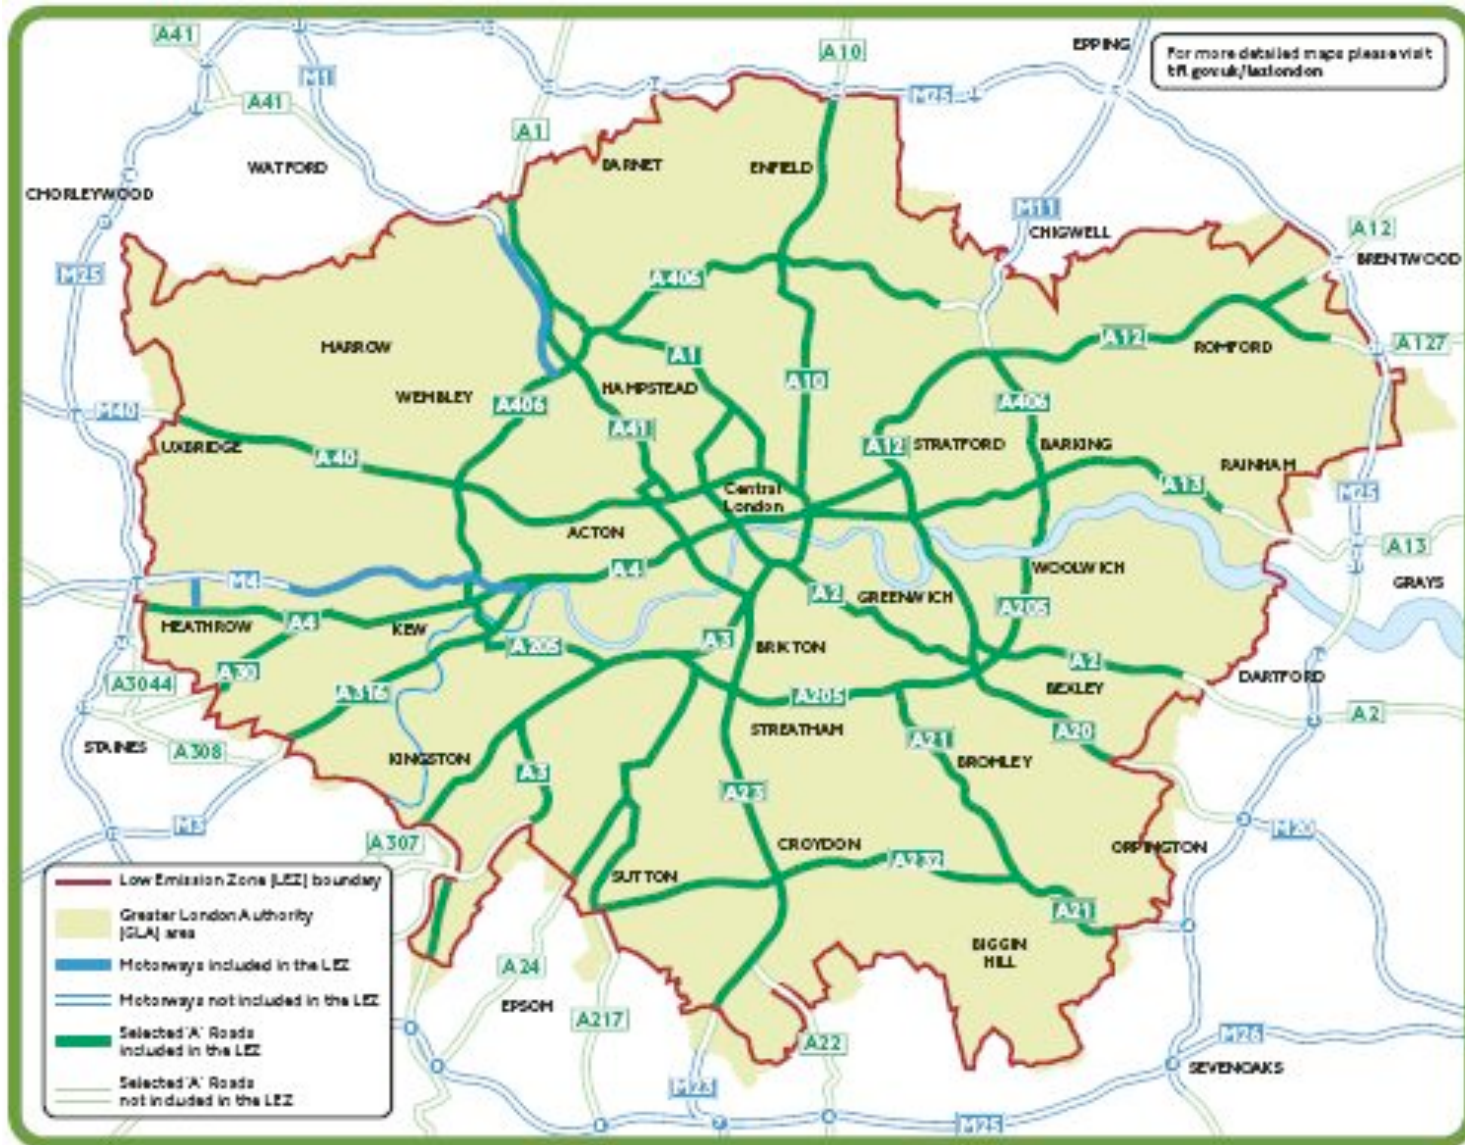 A41
A10
EPPING
For more detailed maps please visit
tfl.gov.uk/lezlondon
M1
A41
M25
A1
BARNET
ENFIELD
WATFORD
CHORLEYWOOD
M11
CHIGWELL
A12
BRENTWOOD
M25
A406
HARROW
A1
A12
ROMFORD
A127
WEMBLEY
HAMPSTEAD
A10
A406
A406
M40
A41
UXBRIDGE
A40
A12
STRATFORD
BARKING
RAINHAM
A13
Central
London
M25
ACTON
A13
M4
A4
A2
GREENWICH
WOOLWICH
GRAYS
HEATHROW
A4
KEW
A205
A205
A3
BRIXTON
A2
A3044
A30
A316
A205
BEXLEY
DARTFORD
A2
STAINES
A308
STREATHAM
A21
A20
KINGSTON
A3
BROMLEY
A23
M3
A307
CROYDON
A232
ORPINGTON
M20
SUTTON
A21
Low Emission Zone (LEZ) boundary
Greater London Authority
(GLA) area
Motorways included in the LEZ
Motorways not included in the LEZ
Selected 'A' Roads
included in the LEZ
Selected 'A' Roads
not included in the LEZ
A24
EPSOM
A217
BIGGIN
HILL
A22
M23
M25
M26
SEVENOAKS